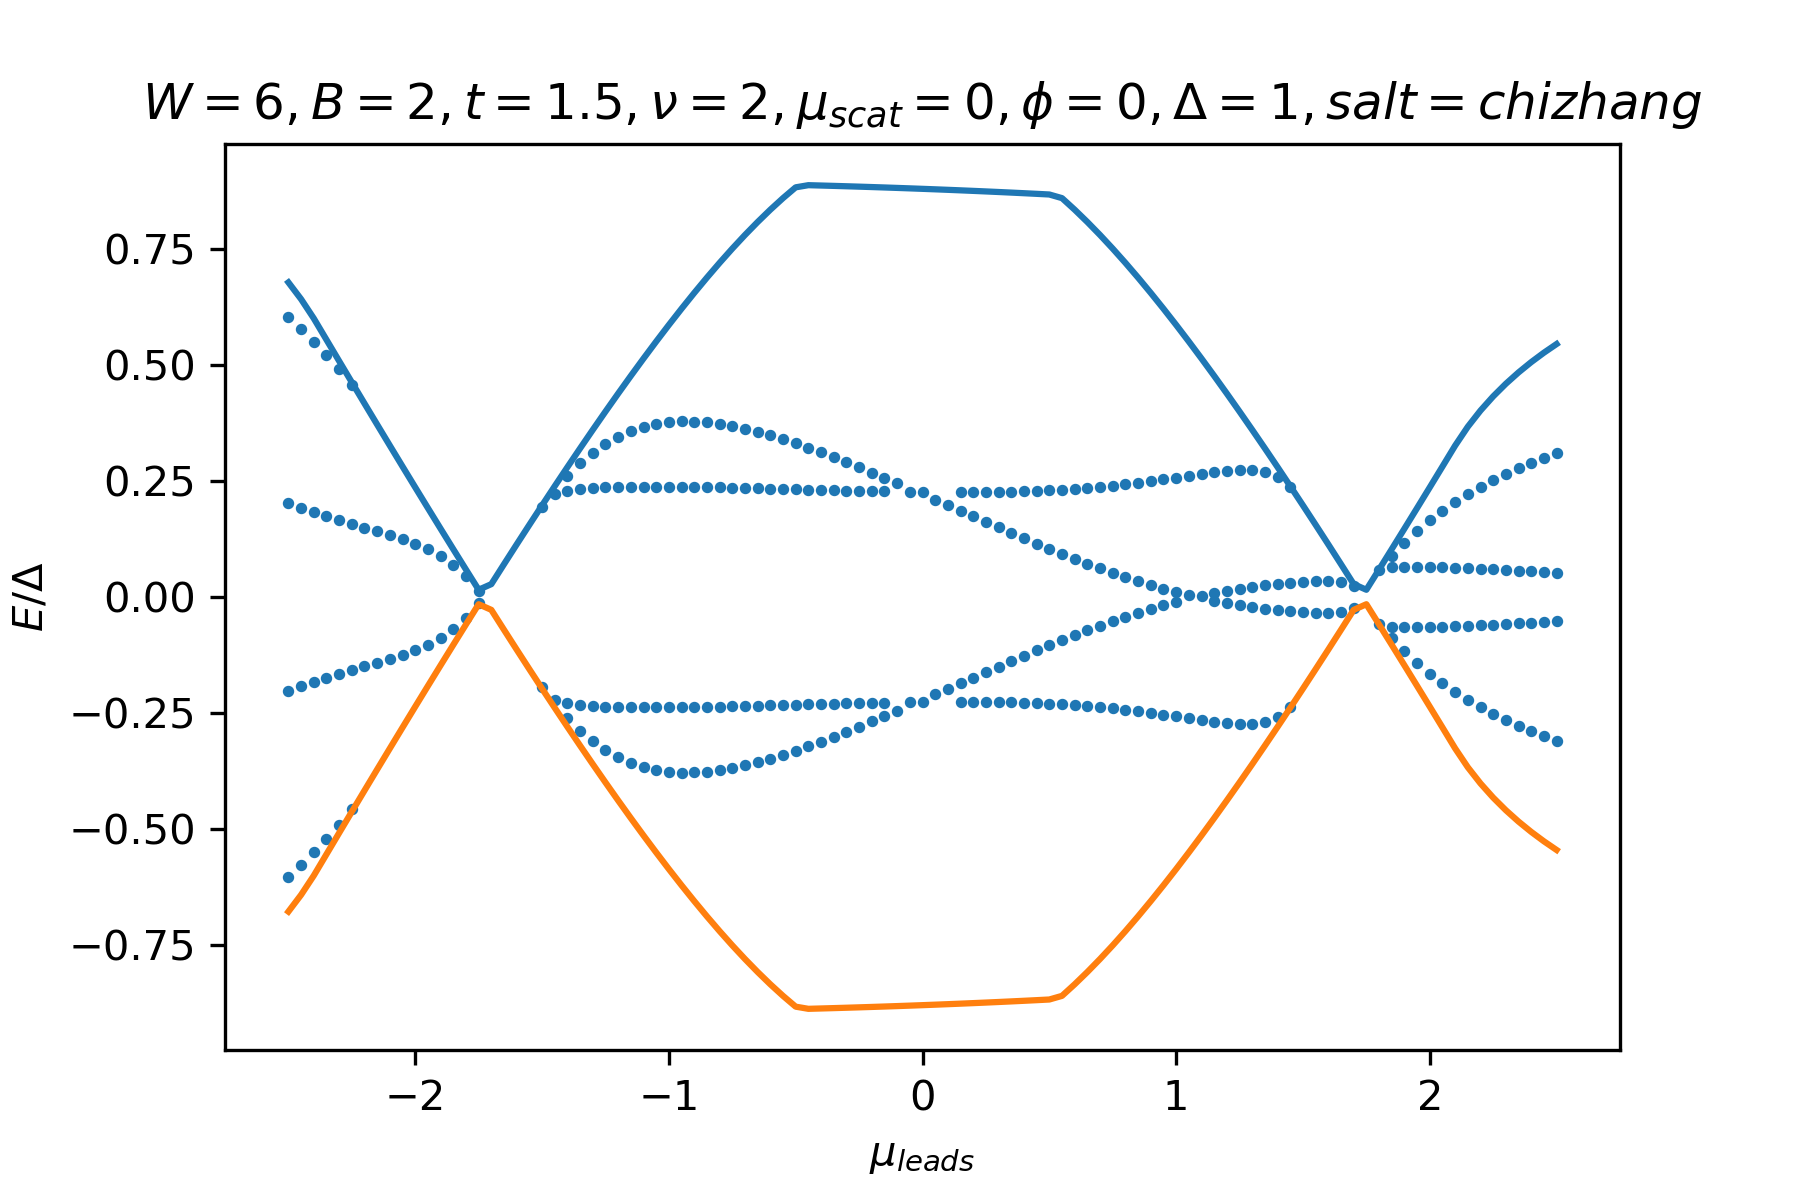 W = 6, B = 2, t = 1.5, ν = 2, μ_scat = 0, ϕ = 0, Δ = 1, salt = chizhang
0.75
0.50
0.25
0.00
−0.25
−0.50
−0.75
E/Δ
−2 −1 0 1 2
μ_leads